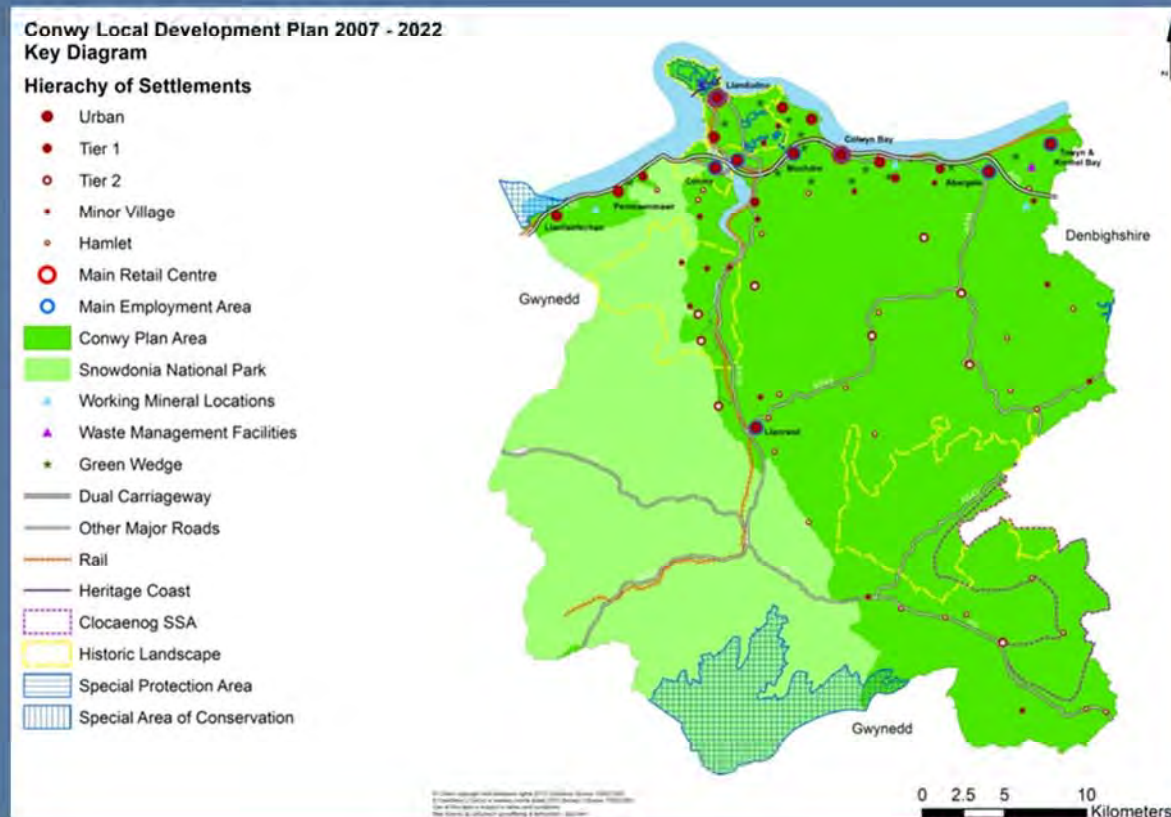 Conwy Local Development Plan 2007 - 2022
Key Diagram
Hierachy of Settlements
Urban
Tier 1
Tier 2
Minor Village
Hamlet
Main Retail Centre
Main Employment Area
Conwy Plan Area
Snowdonia National Park
Working Mineral Locations
Waste Management Facilities
Green Wedge
Dual Carriageway
Other Major Roads
Rail
Heritage Coast
Clocaenog SSA
Historic Landscape
Special Protection Area
Special Area of Conservation
Llandudno
Colwyn Bay
Mochdre
Conwy
Towyn &
Kinmel Bay
Abergele
Penmaenmawr
Llanfairfechan
Denbighshire
Gwynedd
Llanrwst
Gwynedd
N
0 2.5 5 10
Kilometers